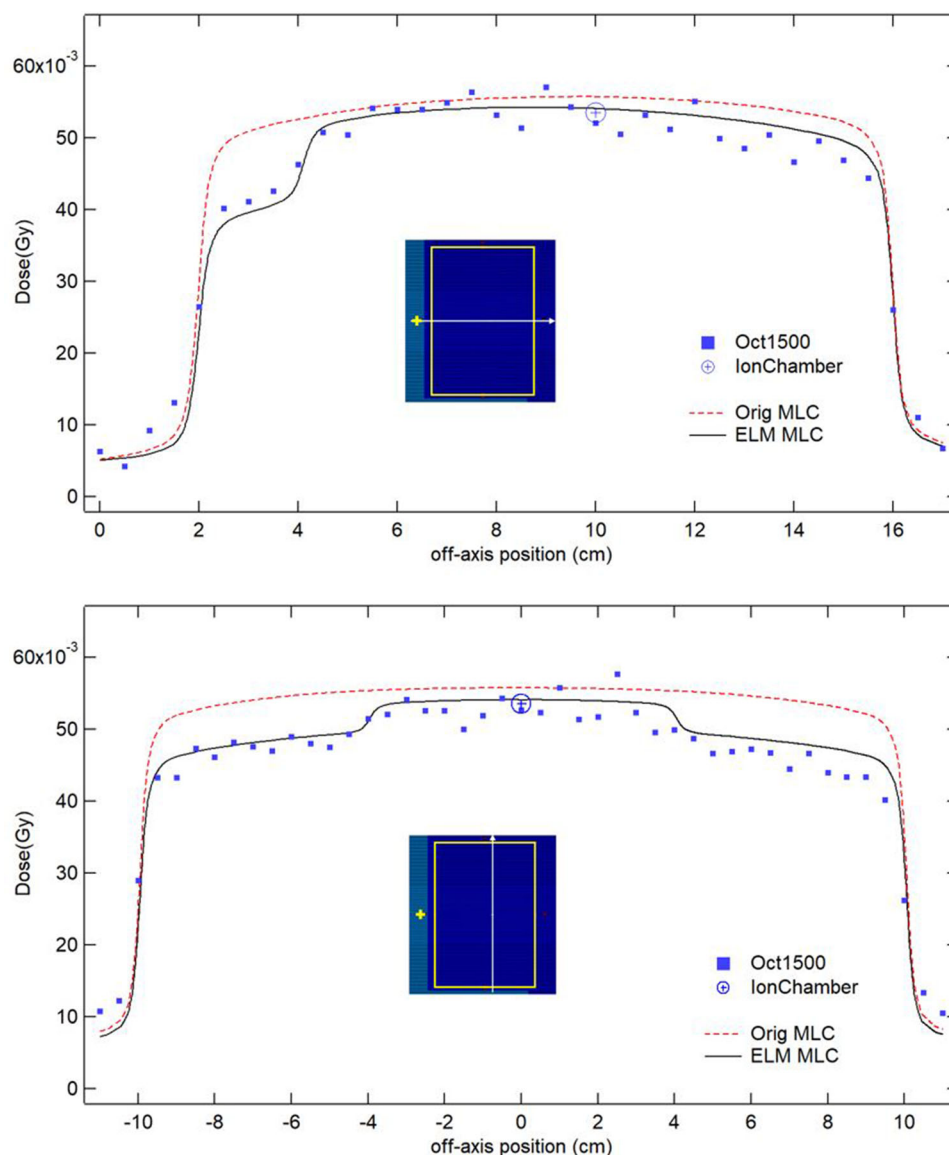 60x10⁻³
50
40
30
20
10
0
Dose(Gy)
Oct1500
IonChamber
Orig MLC
ELM MLC
0 2 4 6 8 10 12 14 16
off-axis position (cm)
60x10⁻³
50
40
30
20
10
0
Dose(Gy)
Oct1500
IonChamber
Orig MLC
ELM MLC
-10 -8 -6 -4 -2 0 2 4 6 8 10
off-axis position (cm)